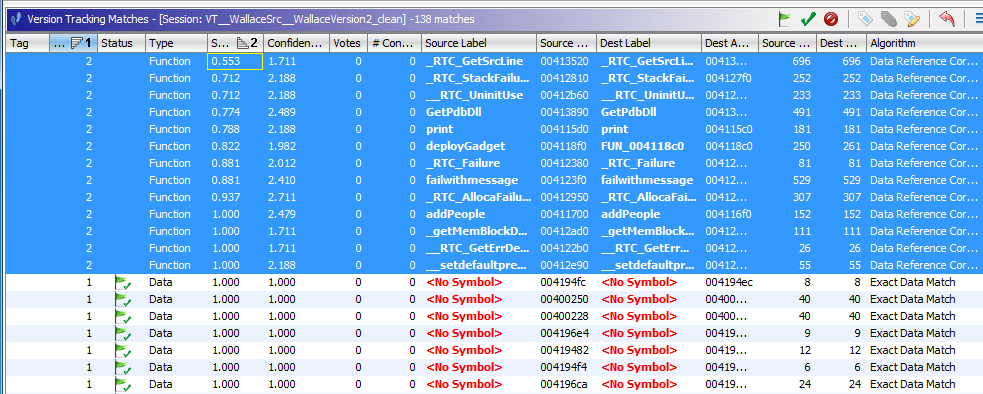 Version Tracking Matches - [Session: VT__WallaceSrc__WallaceVersion2_clean] -138 matches
Tag ... 1 Status Type S... 2 Confiden... Votes # Con... Source Label Source ... Dest Label Dest A... Source ... Dest ... Algorithm
2 Function 0.553 1.711 0 0 _RTC_GetSrcLine 00413520 _RTC_GetSrcLi... 00413... 696 696 Data Reference Cor...
2 Function 0.712 2.188 0 0 _RTC_StackFailu... 00412810 _RTC_StackFai... 004127f0 252 252 Data Reference Cor...
2 Function 0.712 2.188 0 0 __RTC_UninitUse 00412b60 __RTC_UninitU... 00412... 233 233 Data Reference Cor...
2 Function 0.774 2.489 0 0 GetPdbDll 00413890 GetPdbDll 00413... 491 491 Data Reference Cor...
2 Function 0.788 2.188 0 0 print 004115d0 print 004115c0 181 181 Data Reference Cor...
2 Function 0.822 1.982 0 0 deployGadget 004118f0 FUN_004118c0 004118c0 250 261 Data Reference Cor...
2 Function 0.881 2.012 0 0 _RTC_Failure 00412380 _RTC_Failure 00412... 81 81 Data Reference Cor...
2 Function 0.881 2.410 0 0 failwithmessage 004123f0 failwithmessage 00412... 529 529 Data Reference Cor...
2 Function 0.937 2.711 0 0 _RTC_AllocaFailu... 00412950 _RTC_AllocaFail... 00412... 307 307 Data Reference Cor...
2 Function 1.000 2.479 0 0 addPeople 00411700 addPeople 004116f0 152 152 Data Reference Cor...
2 Function 1.000 1.711 0 0 _getMemBlockD... 00412ad0 _getMemBlockD... 00412... 111 111 Data Reference Cor...
2 Function 1.000 1.711 0 0 __RTC_GetErrDe... 004122b0 __RTC_GetErr... 00412... 26 26 Data Reference Cor...
2 Function 1.000 2.188 0 0 __setdefaultpre... 00412e90 __setdefaultpr... 00412... 55 55 Data Reference Cor...
1 Data 1.000 1.000 0 0 <No Symbol> 004194fc <No Symbol> 004194ec 8 8 Exact Data Match
1 Data 1.000 1.000 0 0 <No Symbol> 00400250 <No Symbol> 00400... 40 40 Exact Data Match
1 Data 1.000 1.000 0 0 <No Symbol> 00400228 <No Symbol> 00400... 40 40 Exact Data Match
1 Data 1.000 1.000 0 0 <No Symbol> 004196e4 <No Symbol> 00419... 9 9 Exact Data Match
1 Data 1.000 1.000 0 0 <No Symbol> 00419482 <No Symbol> 00419... 12 12 Exact Data Match
1 Data 1.000 1.000 0 0 <No Symbol> 004194f4 <No Symbol> 00419... 6 6 Exact Data Match
1 Data 1.000 1.000 0 0 <No Symbol> 004196ca <No Symbol> 00419... 24 24 Exact Data Match